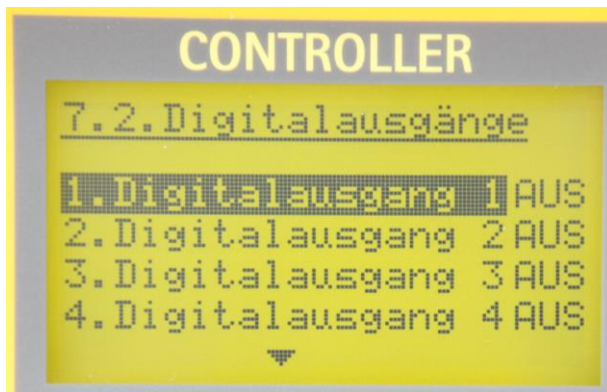 CONTROLLER
7.2.Digitalausgänge
1.Digitalausgang 1 AUS
2.Digitalausgang 2 AUS
3.Digitalausgang 3 AUS
4.Digitalausgang 4 AUS